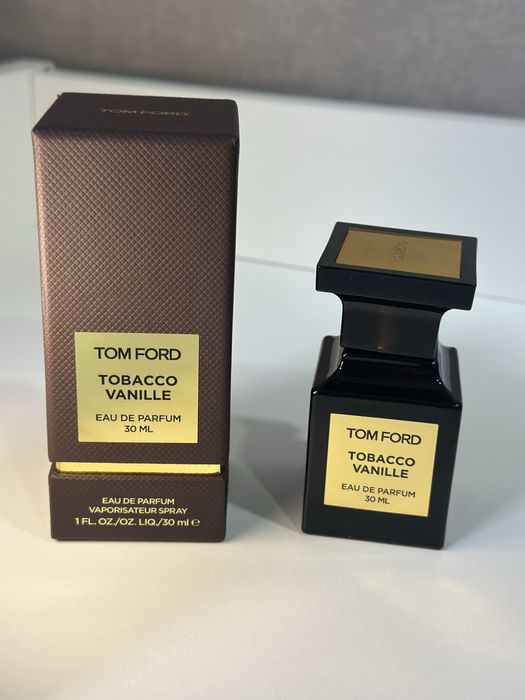 TOM FORD
TOM FORD
TOBACCO
VANILLE
EAU DE PARFUM
30 ML
EAU DE PARFUM
VAPORISATEUR SPRAY
1 FL. OZ./OZ. LIQ./30 ml ℮
TOM FORD
TOBACCO
VANILLE
EAU DE PARFUM
30 ML